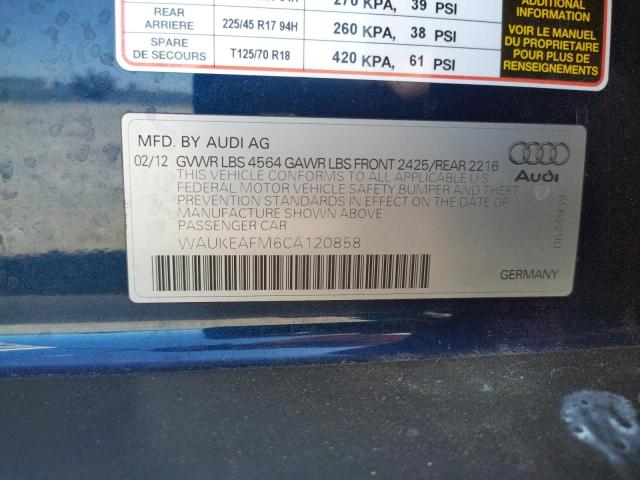 270 KPA, 39 PSI
REAR
ARRIERE
225/45 R17 94H
260 KPA, 38 PSI
SPARE
DE SECOURS
T125/70 R18
420 KPA, 61 PSI
ADDITIONAL
INFORMATION
VOIR LE MANUEL
DU PROPRIETAIRE
POUR PLUS DE
RENSEIGNEMENTS
MFD. BY AUDI AG
02/12 GVWR LBS 4564 GAWR LBS FRONT 2425/REAR 2216
THIS VEHICLE CONFORMS TO ALL APPLICABLE U.S.
FEDERAL MOTOR VEHICLE SAFETY,BUMPER AND THEFT
PREVENTION STANDARDS IN EFFECT ON THE DATE OF
MANUFACTURE SHOWN ABOVE.
PASSENGER CAR
WAUKEAFM6CA120858
Audi
GERMANY